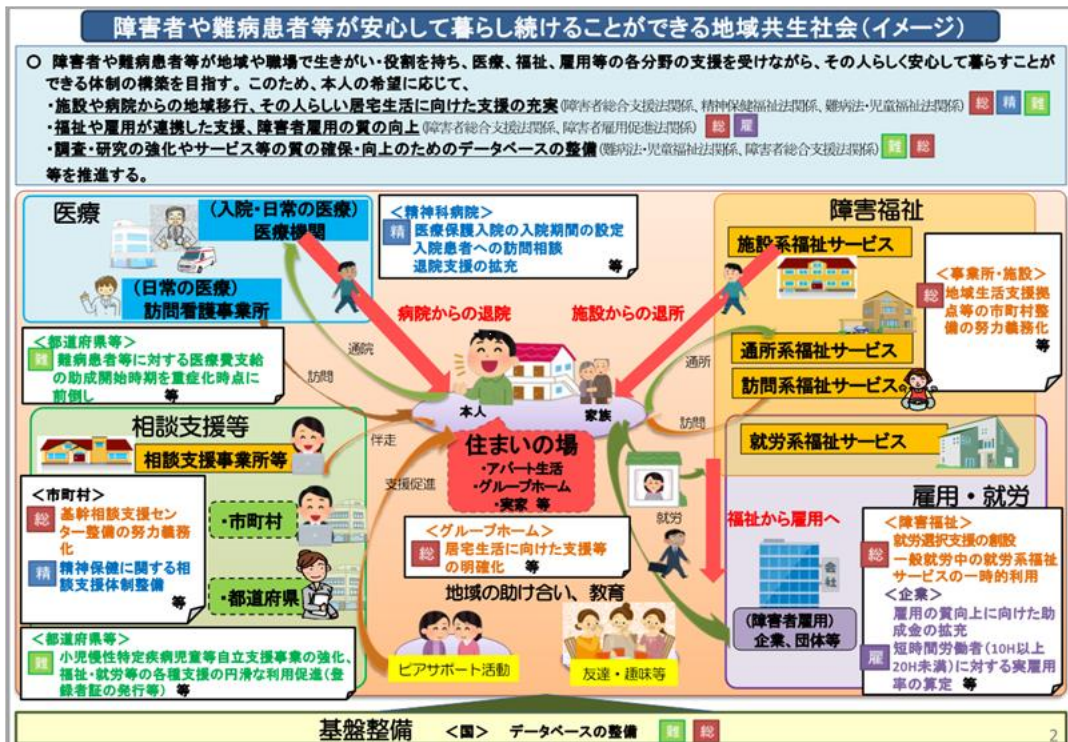 障害者や難病患者等が安心して暮らし続けることができる地域共生社会(イメージ)
○ 障害者や難病患者等が地域や職場で生きがい・役割を持ち、医療、福祉、雇用等の各分野の支援を受けながら、その人らしく安心して暮らすことが
できる体制の構築を目指す。このため、本人の希望に応じて、
・施設や病院からの地域移行、その人らしい居宅生活に向けた支援の充実(障害者総合支援法関係、精神保健福祉法関係、難病法・児童福祉法関係) 総 精 難
・福祉や雇用が連携した支援、障害者雇用の質の向上(障害者総合支援法関係、障害者雇用促進法関係) 総 雇
・調査・研究の強化やサービス等の質の確保・向上のためのデータベースの整備(難病法・児童福祉法関係、障害者総合支援法関係) 難 総
等を推進する。
医療
(入院・日常の医療)
医療機関
(日常の医療)
訪問看護事業所
<精神科病院>
精 医療保護入院の入院期間の設定
入院患者への訪問相談
退院支援の拡充 等
障害福祉
施設系福祉サービス
<事業所・施設>
総 地域生活支援拠
点等の市町村整
備の努力義務化
等
通所系福祉サービス
訪問系福祉サービス
就労系福祉サービス
病院からの退院
施設からの退所
通院
訪問
通所
訪問
<都道府県等>
難 難病患者等に対する医療費支給
の助成開始時期を重症化時点に
前倒し 等
本人
家族
住まいの場
・アパート生活
・グループホーム
・実家 等
相談支援等
相談支援事業所等
伴走
支援促進
<市町村>
総 基幹相談支援セン
ター整備の努力義務
化
精 精神保健に関する相
談支援体制整備
等
・市町村
・都道府県
<都道府県等>
難 小児慢性特定疾病児童等自立支援事業の強化、
福祉・就労等の各種支援の円滑な利用促進(登
録者証の発行等) 等
<グループホーム>
総 居宅生活に向けた支援等
の明確化 等
地域の助け合い、教育
ピアサポート活動
友達・趣味等
就労
福祉から雇用へ
雇用・就労
会社
(障害者雇用)
企業、団体等
<障害福祉>
総 就労選択支援の創設
一般就労中の就労系福祉
サービスの一時的利用
<企業>
雇用の質向上に向けた助
成金の拡充
雇 短時間労働者(10H以上
20H未満)に対する実雇用
率の算定 等
基盤整備 <国> データベースの整備 難 総
2